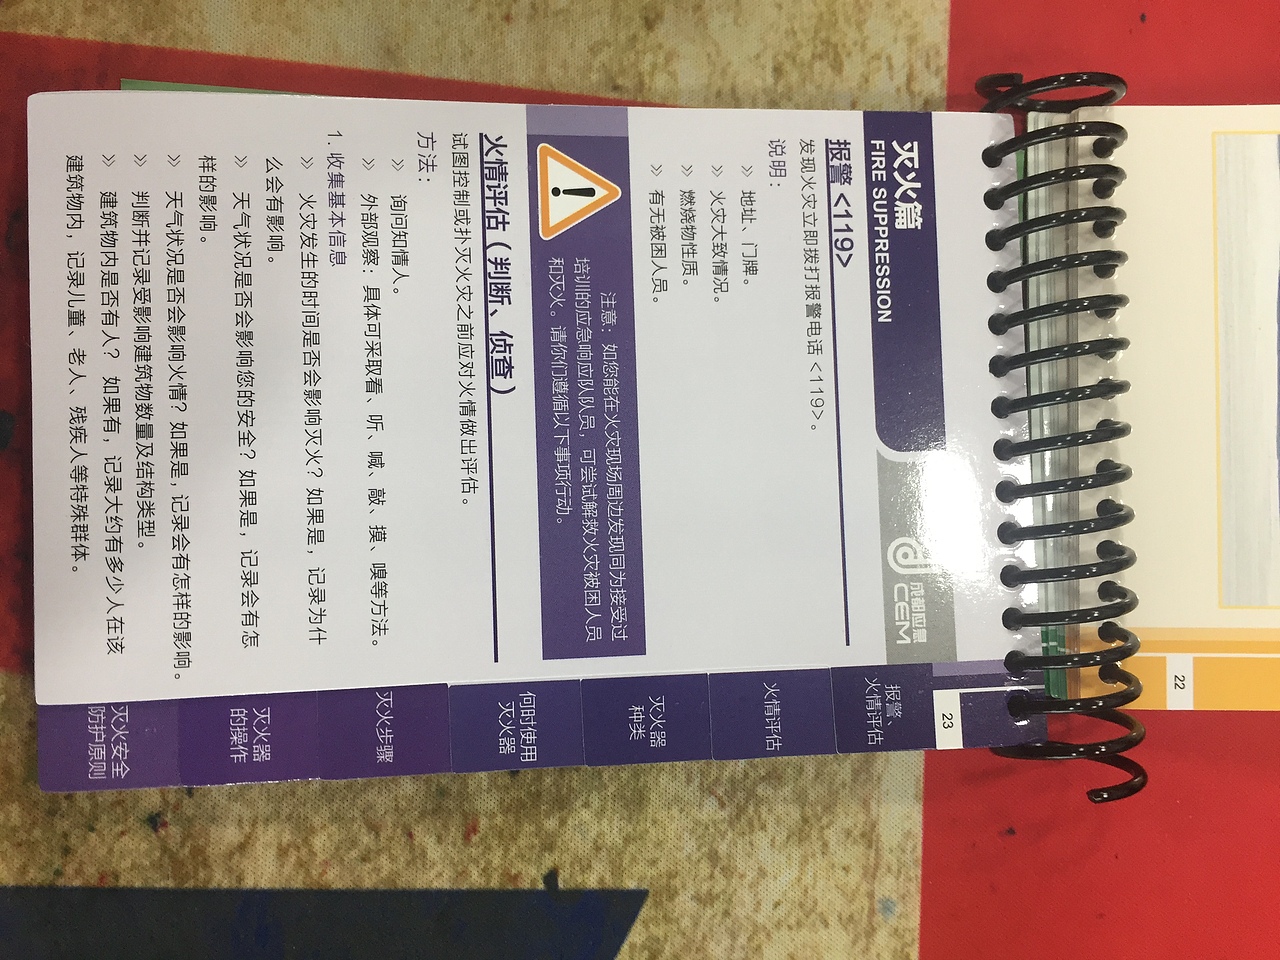 灭火篇
FIRE SUPPRESSION
成都应急
CEM
报警<119>
发现火灾立即拨打报警电话<119>。
说明：
» 地址、门牌。
» 火灾大致情况。
» 燃烧物性质。
» 有无被困人员。
注意：如您能在火灾现场周边发现同为接受过
培训的应急响应队队员，可尝试解救火灾被困人员
和灭火。请你们遵循以下事项行动。
火情评估（判断、侦查）
试图控制或扑灭火灾之前应对火情做出评估。
方法：
» 询问知情人。
» 外部观察：具体可采取看、听、喊、敲、摸、嗅等方法。
1. 收集基本信息
» 火灾发生的时间是否会影响灭火？如果是，记录为什
么会有影响。
» 天气状况是否会影响您的安全？如果是，记录会有怎
样的影响。
» 天气状况是否会影响火情？如果是，记录会有怎样的影响。
» 判断并记录受影响建筑物数量及结构类型。
» 建筑物内是否有人？如果有，记录大约有多少人在该
建筑物内，记录儿童、老人、残疾人等特殊群体。
23
报警、
火情评估
火情评估
灭火器
种类
何时使用
灭火器
灭火步骤
灭火器
的操作
灭火安全
防护原则
22